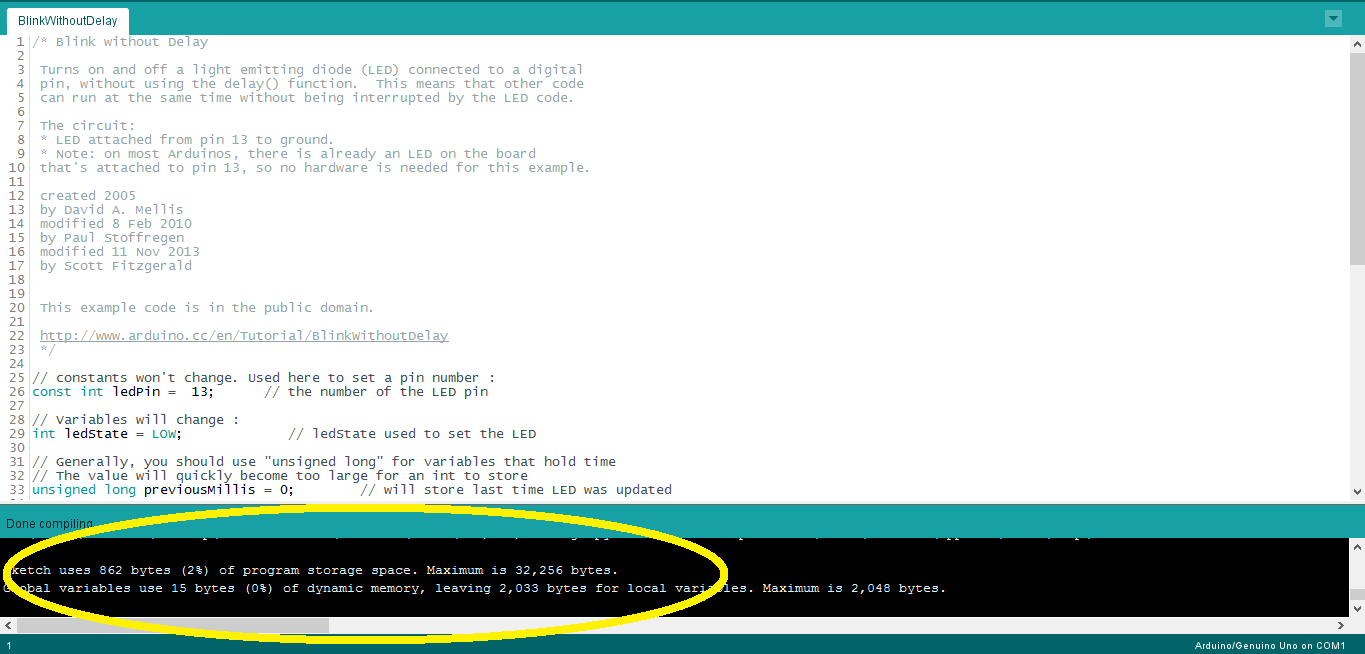 BlinkWithoutDelay
1 /* Blink without Delay
2
3 Turns on and off a light emitting diode (LED) connected to a digital
4 pin, without using the delay() function.  This means that other code
5 can run at the same time without being interrupted by the LED code.
6
7 The circuit:
8 * LED attached from pin 13 to ground.
9 * Note: on most Arduinos, there is already an LED on the board
10 that's attached to pin 13, so no hardware is needed for this example.
11
12 created 2005
13 by David A. Mellis
14 modified 8 Feb 2010
15 by Paul Stoffregen
16 modified 11 Nov 2013
17 by Scott Fitzgerald
18
19
20 This example code is in the public domain.
21
22 http://www.arduino.cc/en/Tutorial/BlinkWithoutDelay
23 */
24
25 // constants won't change. Used here to set a pin number :
26 const int ledPin =  13;      // the number of the LED pin
27
28 // Variables will change :
29 int ledState = LOW;             // ledState used to set the LED
30
31 // Generally, you should use "unsigned long" for variables that hold time
32 // The value will quickly become too large for an int to store
33 unsigned long previousMillis = 0;        // will store last time LED was updated
Done compiling
ketch uses 862 bytes (2%) of program storage space. Maximum is 32,256 bytes.
Global variables use 15 bytes (0%) of dynamic memory, leaving 2,033 bytes for local variables. Maximum is 2,048 bytes.
1
Arduino/Genuino Uno on COM1